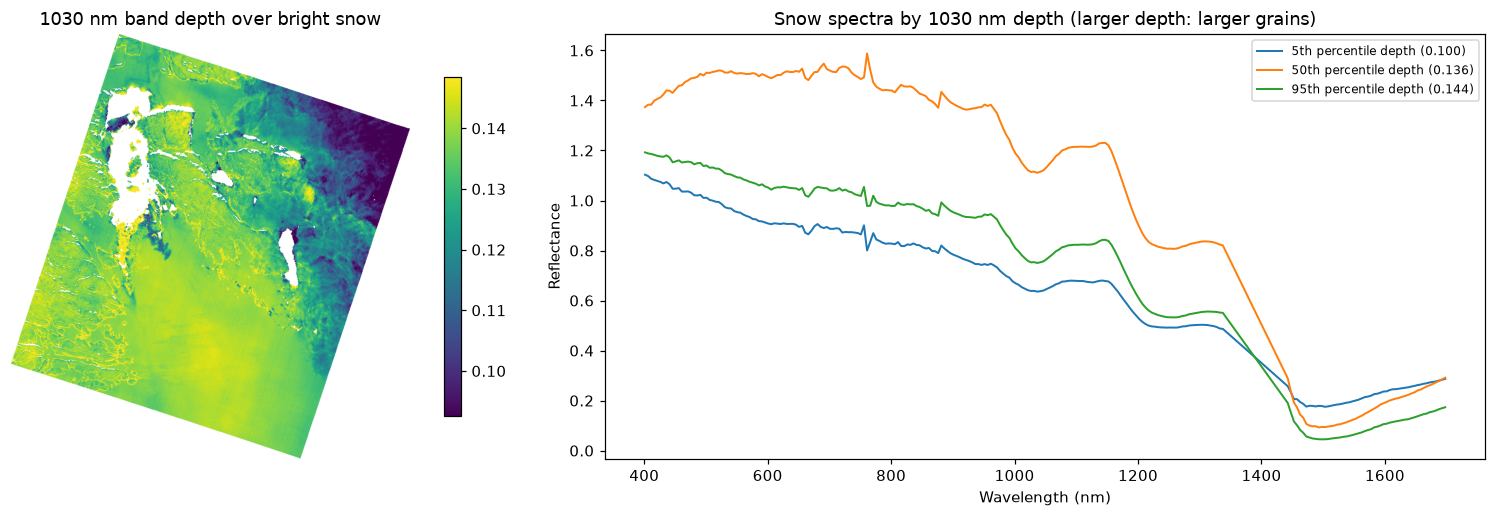 1030 nm band depth over bright snow
0.14
0.13
0.12
0.11
0.10
Snow spectra by 1030 nm depth (larger depth: larger grains)
5th percentile depth (0.100)
50th percentile depth (0.136)
95th percentile depth (0.144)
Reflectance
1.6
1.4
1.2
1.0
0.8
0.6
0.4
0.2
0.0
400 600 800 1000 1200 1400 1600
Wavelength (nm)